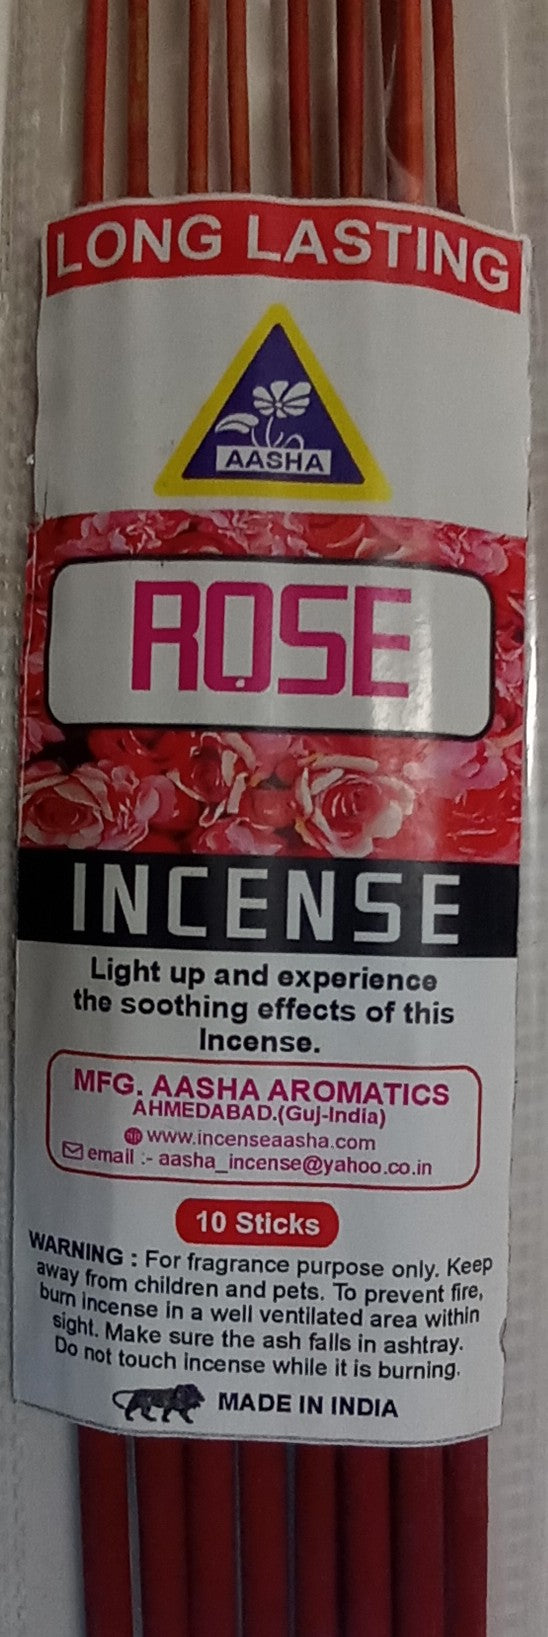 LONG LASTING
AASHA
ROSE
INCENSE
Light up and experience
the soothing effects of this
Incense.
MFG. AASHA AROMATICS
AHMEDABAD.(Guj-India)
www.incenseaasha.com
email :- aasha_incense@yahoo.co.in
10 Sticks
WARNING : For fragrance purpose only. Keep
away from children and pets. To prevent fire,
burn incense in a well ventilated area within
sight. Make sure the ash falls in ashtray.
Do not touch incense while it is burning.
MADE IN INDIA